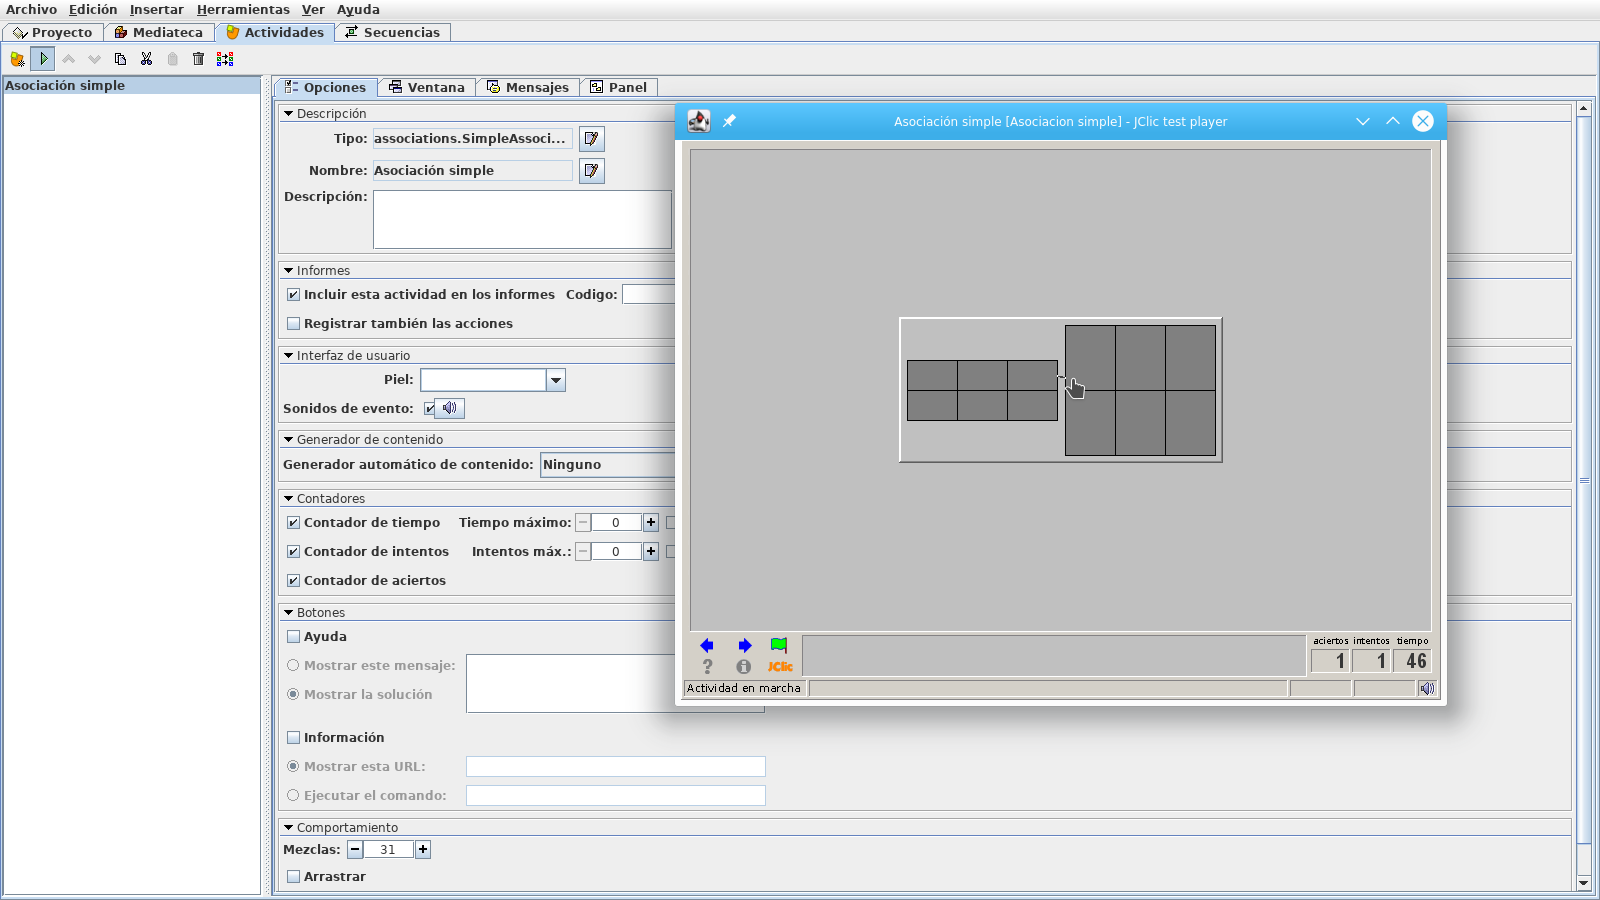 Archivo Edición Insertar Herramientas Ver Ayuda
Proyecto Mediateca Actividades Secuencias
Asociación simple
Opciones Ventana Mensajes Panel
Descripción
Tipo: associations.SimpleAssoci...
Nombre: Asociación simple
Descripción:
Informes
Incluir esta actividad en los informes Codigo:
Registrar también las acciones
Interfaz de usuario
Piel:
Sonidos de evento:
Generador de contenido
Generador automático de contenido: Ninguno
Contadores
Contador de tiempo Tiempo máximo: 0
Contador de intentos Intentos máx.: 0
Contador de aciertos
Botones
Ayuda
Mostrar este mensaje:
Mostrar la solución
Información
Mostrar esta URL:
Ejecutar el comando:
Comportamiento
Mezclas: 31
Arrastrar
Asociación simple [Asociacion simple] - JClic test player
aciertos intentos tiempo
JClic
1 1 46
Actividad en marcha